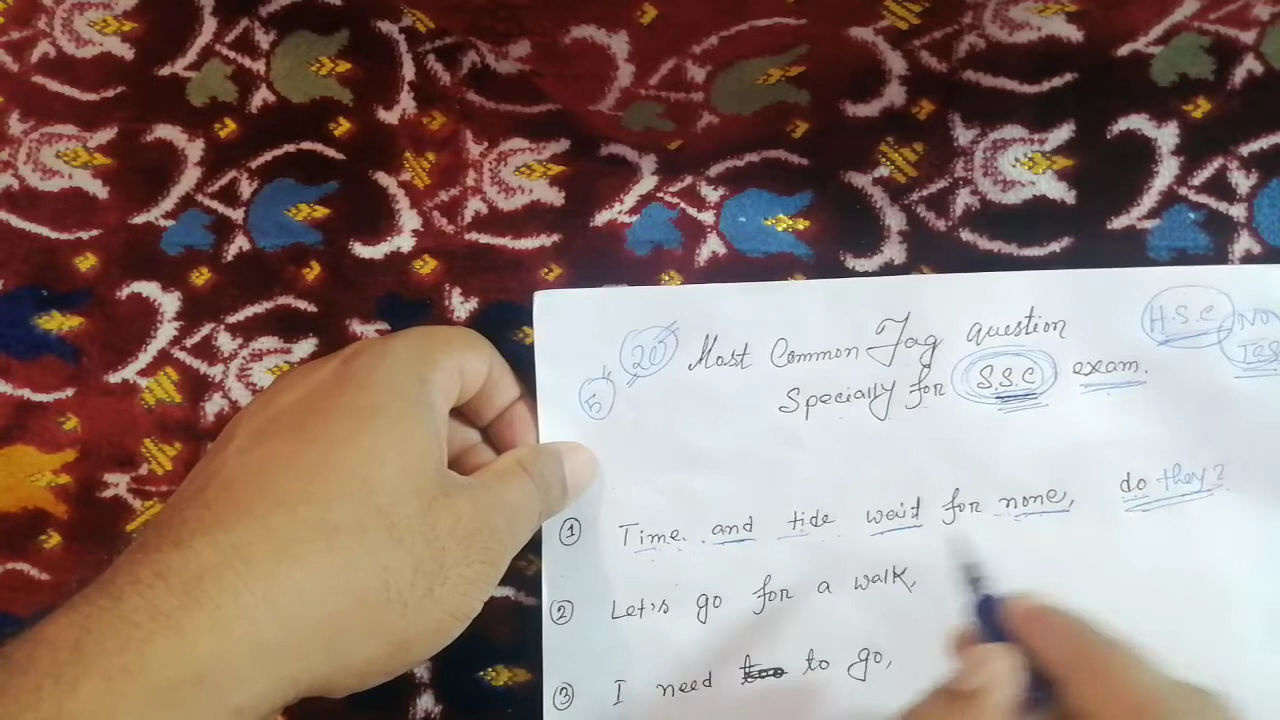 20 Most Common Tag question
5 Specially for S.S.C exam.
H.S.C
① Time and tide wait for none, do they?
② Let's go for a walk,
③ I need to go,